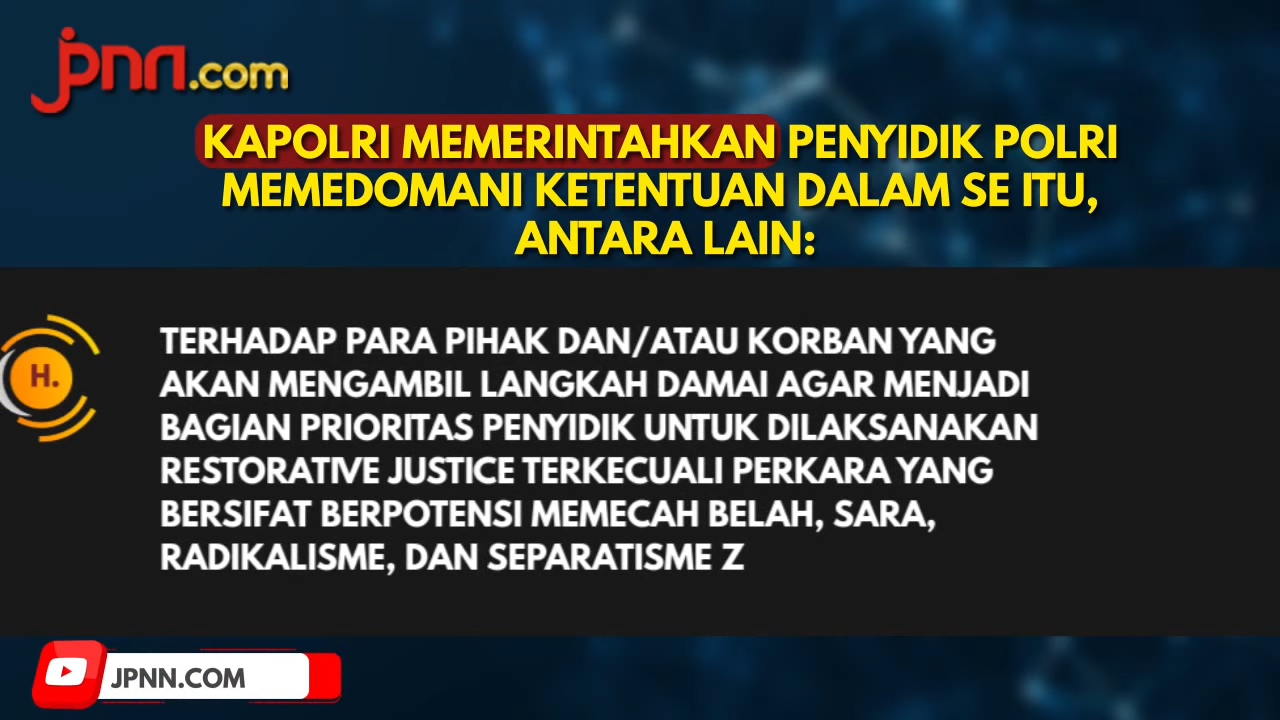 jpnn.com
KAPOLRI MEMERINTAHKAN PENYIDIK POLRI
MEMEDOMANI KETENTUAN DALAM SE ITU,
ANTARA LAIN:
H.
TERHADAP PARA PIHAK DAN/ATAU KORBAN YANG
AKAN MENGAMBIL LANGKAH DAMAI AGAR MENJADI
BAGIAN PRIORITAS PENYIDIK UNTUK DILAKSANAKAN
RESTORATIVE JUSTICE TERKECUALI PERKARA YANG
BERSIFAT BERPOTENSI MEMECAH BELAH, SARA,
RADIKALISME, DAN SEPARATISME Z
JPNN.COM